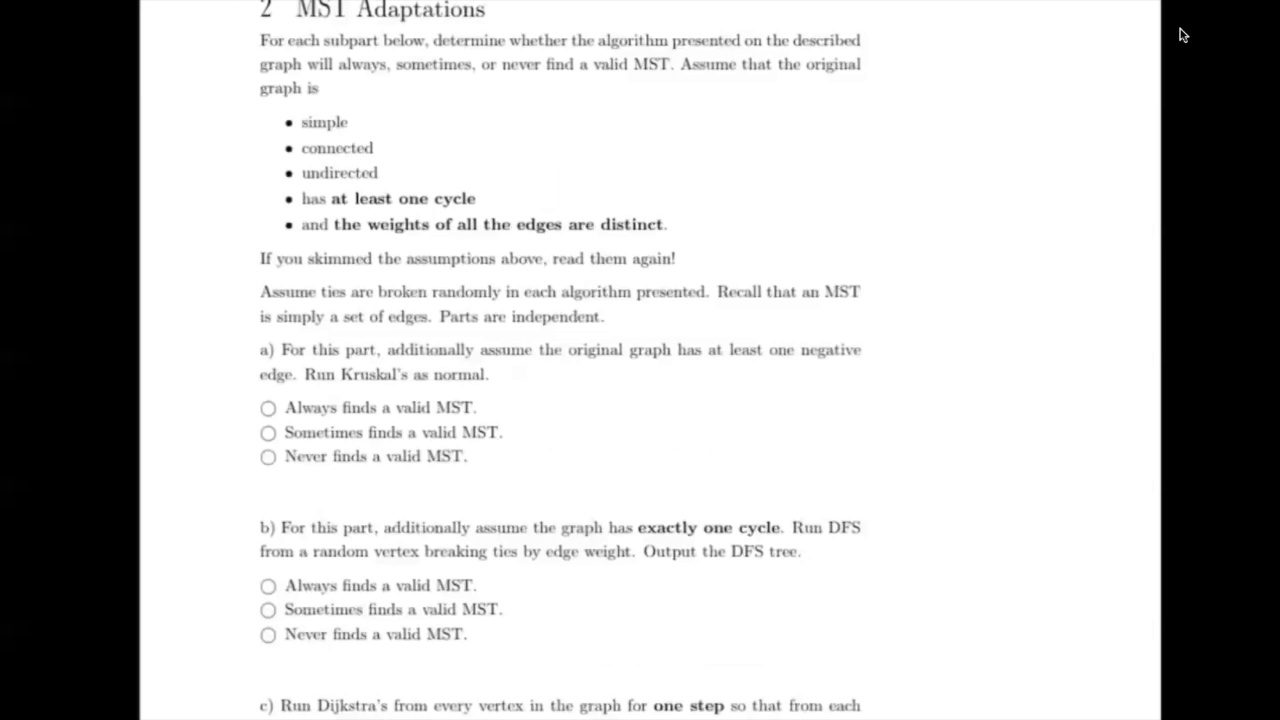 2 MST Adaptations
For each subpart below, determine whether the algorithm presented on the described
graph will always, sometimes, or never find a valid MST. Assume that the original
graph is
• simple
• connected
• undirected
• has at least one cycle
• and the weights of all the edges are distinct.
If you skimmed the assumptions above, read them again!
Assume ties are broken randomly in each algorithm presented. Recall that an MST
is simply a set of edges. Parts are independent.
a) For this part, additionally assume the original graph has at least one negative
edge. Run Kruskal's as normal.
○ Always finds a valid MST.
○ Sometimes finds a valid MST.
○ Never finds a valid MST.
b) For this part, additionally assume the graph has exactly one cycle. Run DFS
from a random vertex breaking ties by edge weight. Output the DFS tree.
○ Always finds a valid MST.
○ Sometimes finds a valid MST.
○ Never finds a valid MST.
c) Run Dijkstra's from every vertex in the graph for one step so that from each